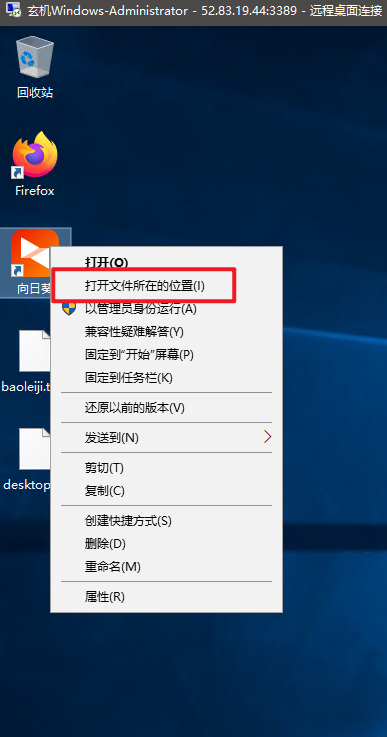 玄机Windows-Administrator - 52.83.19.44:3389 - 远程桌面连接
回收站
Firefox
向日葵
打开(O)
打开文件所在的位置(I)
以管理员身份运行(A)
兼容性疑难解答(Y)
固定到“开始”屏幕(P)
固定到任务栏(K)
还原以前的版本(V)
发送到(N)
剪切(T)
复制(C)
创建快捷方式(S)
删除(D)
重命名(M)
属性(R)
baoleiji.t
desktop.